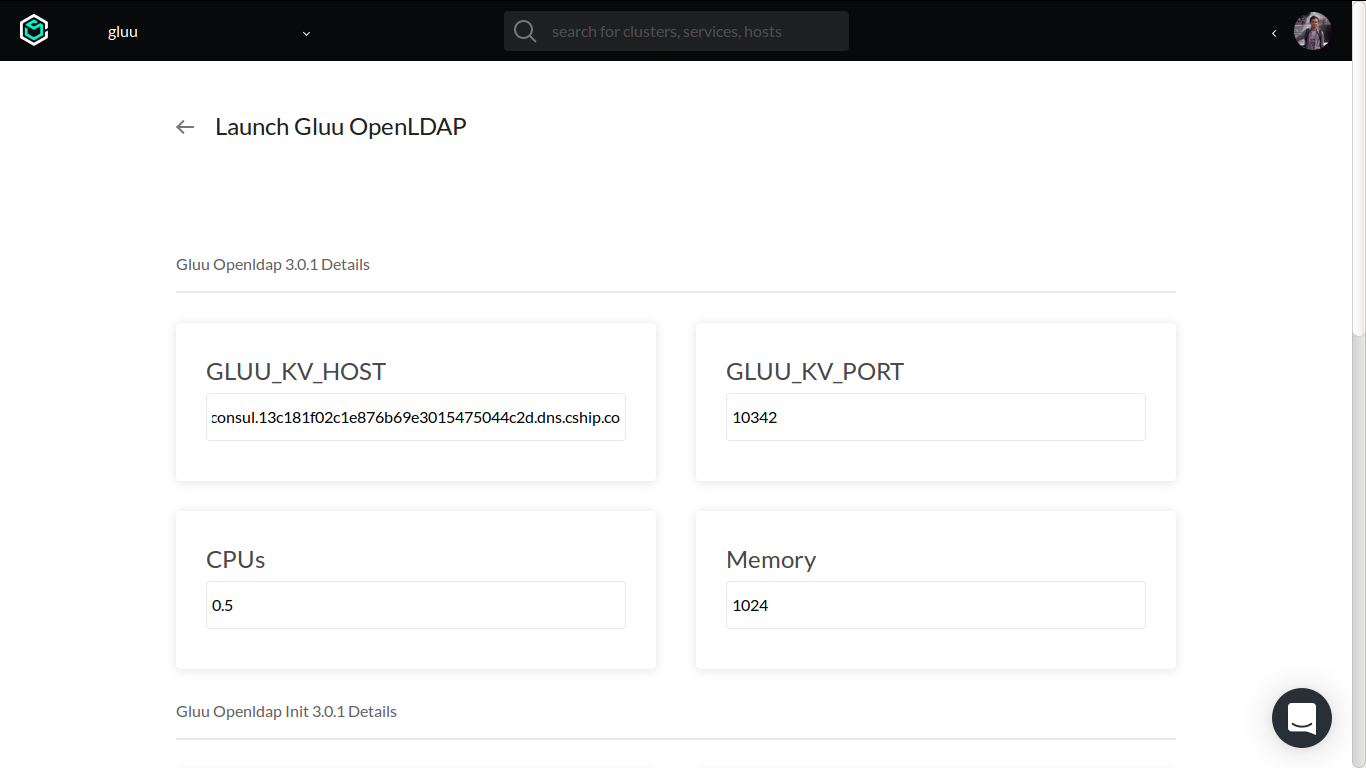 gluu
search for clusters, services, hosts
Launch Gluu OpenLDAP
Gluu Openldap 3.0.1 Details
GLUU_KV_HOST
GLUU_KV_PORT
consul.13c181f02c1e876b69e3015475044c2d.dns.cship.co
10342
CPUs
Memory
0.5
1024
Gluu Openldap Init 3.0.1 Details